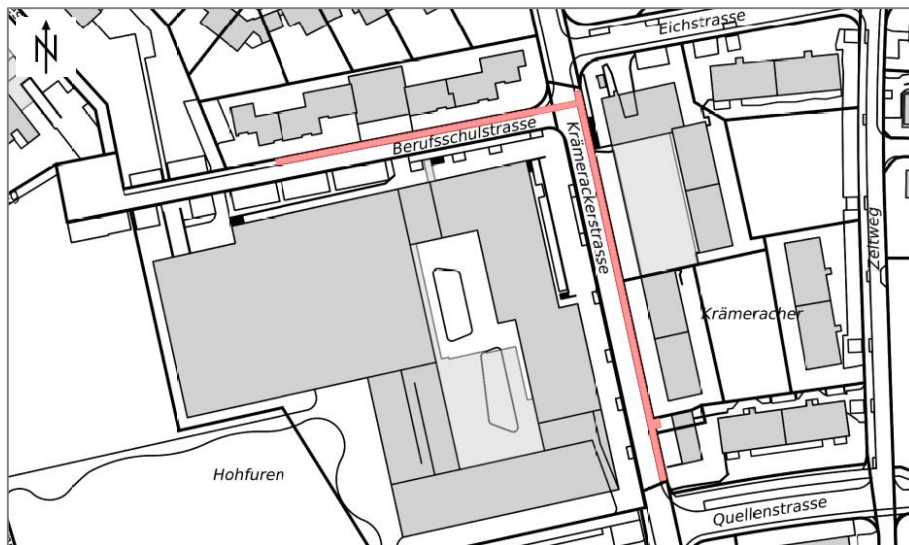 N
Eichstrasse
Berufsschulstrasse
Krämerackerstrasse
Zeltweg
Krämeracher
Hohfuren
Quellenstrasse